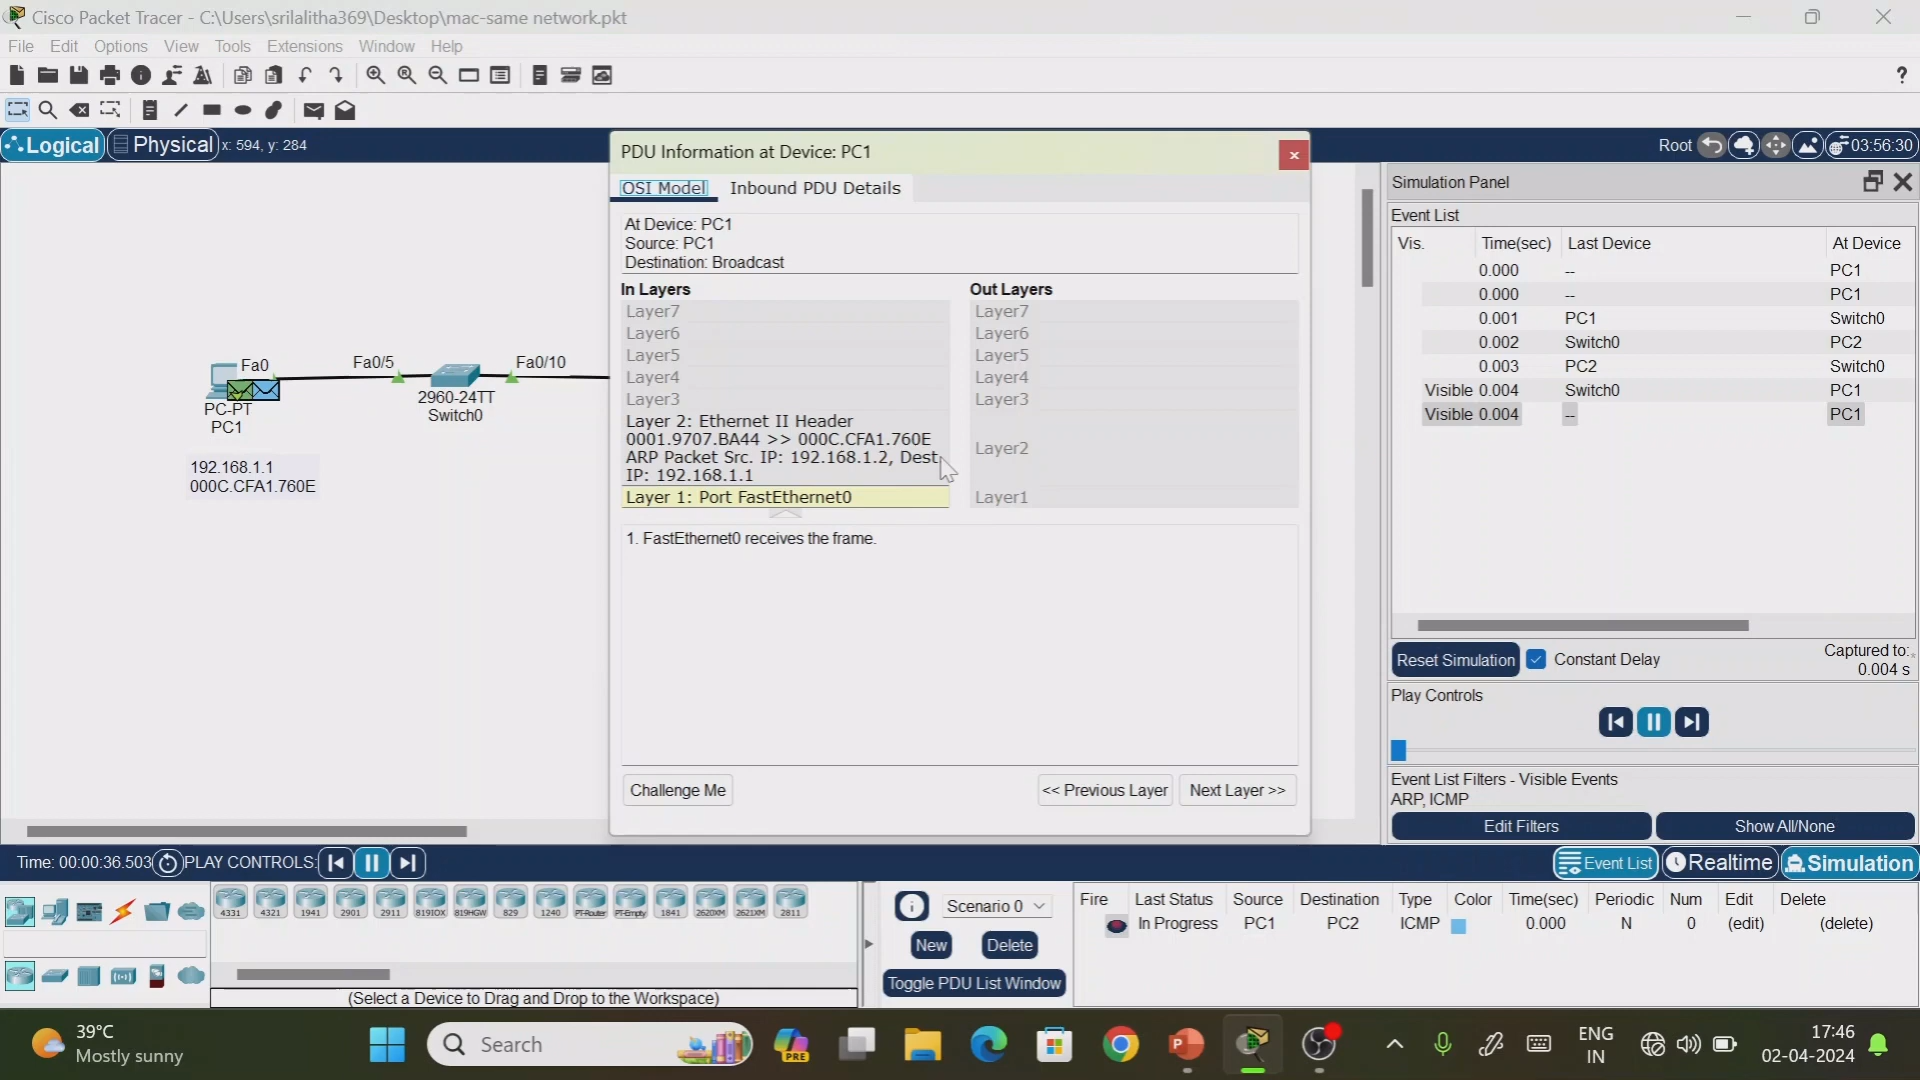 Cisco Packet Tracer - C:\Users\srilalitha369\Desktop\mac-same network.pkt
File Edit Options View Tools Extensions Window Help
?
Logical Physical x: 594, y: 284
Root 03:56:30
PDU Information at Device: PC1
OSI Model Inbound PDU Details
At Device: PC1
Source: PC1
Destination: Broadcast
In Layers Out Layers
Layer7 Layer7
Layer6 Layer6
Layer5 Layer5
Layer4 Layer4
Layer3 Layer3
Layer 2: Ethernet II Header
0001.9707.BA44 >> 000C.CFA1.760E
ARP Packet Src. IP: 192.168.1.2, Dest.
IP: 192.168.1.1
Layer2
Layer 1: Port FastEthernet0 Layer1
1. FastEthernet0 receives the frame.
Challenge Me << Previous Layer Next Layer >>
Fa0
Fa0/5
Fa0/10
PC-PT
PC1
2960-24TT
Switch0
192.168.1.1
000C.CFA1.760E
Simulation Panel
Event List
Vis. Time(sec) Last Device At Device
0.000 -- PC1
0.000 -- PC1
0.001 PC1 Switch0
0.002 Switch0 PC2
0.003 PC2 Switch0
Visible 0.004 Switch0 PC1
Visible 0.004 -- PC1
Reset Simulation Constant Delay
Captured to:
0.004 s
Play Controls
Event List Filters - Visible Events
ARP, ICMP
Edit Filters Show All/None
Time: 00:00:36.503 PLAY CONTROLS:
Event List Realtime Simulation
4331 4321 1941 2901 2911 819IOX 819HGW 829 1240 PT-Router PT-Empty 1841 2620XM 2621XM 2811
(Select a Device to Drag and Drop to the Workspace)
Scenario 0
New Delete
Toggle PDU List Window
Fire Last Status Source Destination Type Color Time(sec) Periodic Num Edit Delete
In Progress PC1 PC2 ICMP 0.000 N 0 (edit) (delete)
39°C
Mostly sunny
Search
PRE
ENG
IN
17:46
02-04-2024